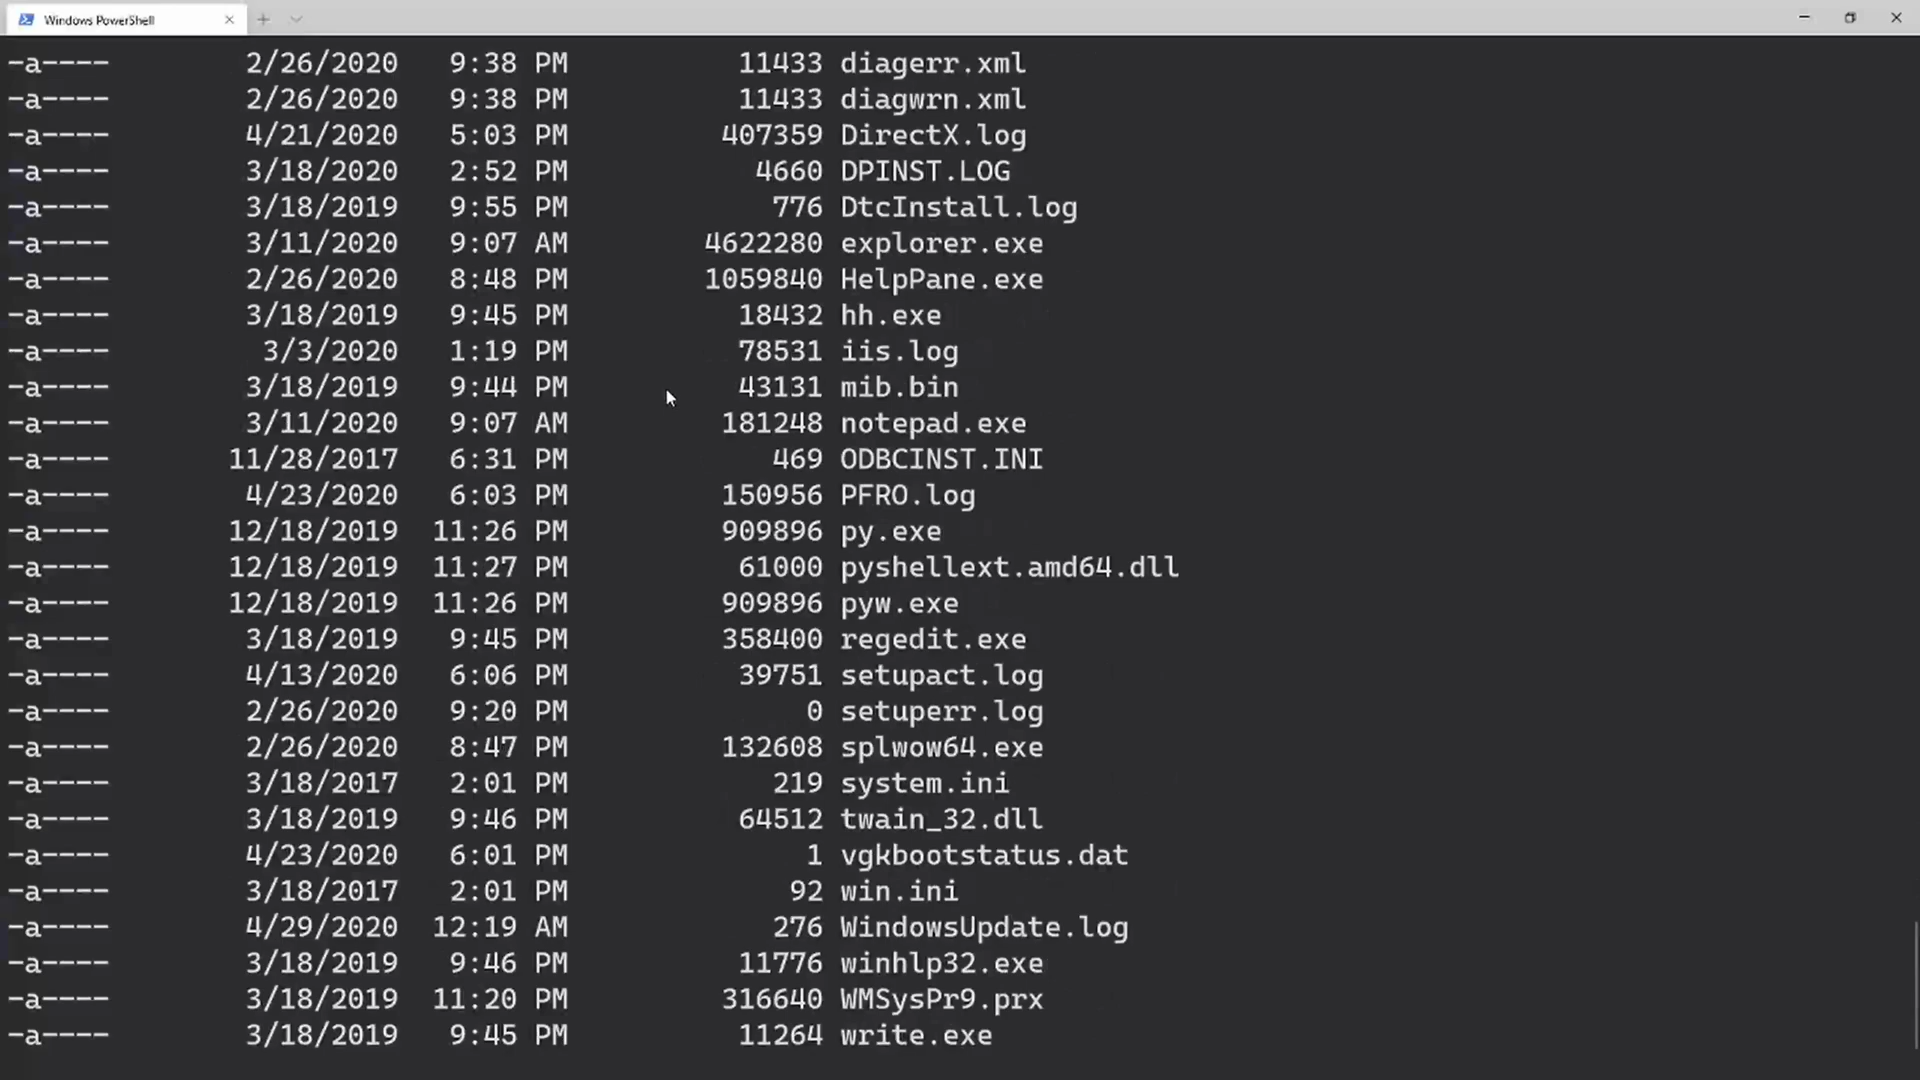 Windows PowerShell
-a---- 2/26/2020 9:38 PM 11433 diagerr.xml
-a---- 2/26/2020 9:38 PM 11433 diagwrn.xml
-a---- 4/21/2020 5:03 PM 407359 DirectX.log
-a---- 3/18/2020 2:52 PM 4660 DPINST.LOG
-a---- 3/18/2019 9:55 PM 776 DtcInstall.log
-a---- 3/11/2020 9:07 AM 4622280 explorer.exe
-a---- 2/26/2020 8:48 PM 1059840 HelpPane.exe
-a---- 3/18/2019 9:45 PM 18432 hh.exe
-a---- 3/3/2020 1:19 PM 78531 iis.log
-a---- 3/18/2019 9:44 PM 43131 mib.bin
-a---- 3/11/2020 9:07 AM 181248 notepad.exe
-a---- 11/28/2017 6:31 PM 469 ODBCINST.INI
-a---- 4/23/2020 6:03 PM 150956 PFRO.log
-a---- 12/18/2019 11:26 PM 909896 py.exe
-a---- 12/18/2019 11:27 PM 61000 pyshellext.amd64.dll
-a---- 12/18/2019 11:26 PM 909896 pyw.exe
-a---- 3/18/2019 9:45 PM 358400 regedit.exe
-a---- 4/13/2020 6:06 PM 39751 setupact.log
-a---- 2/26/2020 9:20 PM 0 setuperr.log
-a---- 2/26/2020 8:47 PM 132608 splwow64.exe
-a---- 3/18/2017 2:01 PM 219 system.ini
-a---- 3/18/2019 9:46 PM 64512 twain_32.dll
-a---- 4/23/2020 6:01 PM 1 vgkbootstatus.dat
-a---- 3/18/2017 2:01 PM 92 win.ini
-a---- 4/29/2020 12:19 AM 276 WindowsUpdate.log
-a---- 3/18/2019 9:46 PM 11776 winhlp32.exe
-a---- 3/18/2019 11:20 PM 316640 WMSysPr9.prx
-a---- 3/18/2019 9:45 PM 11264 write.exe